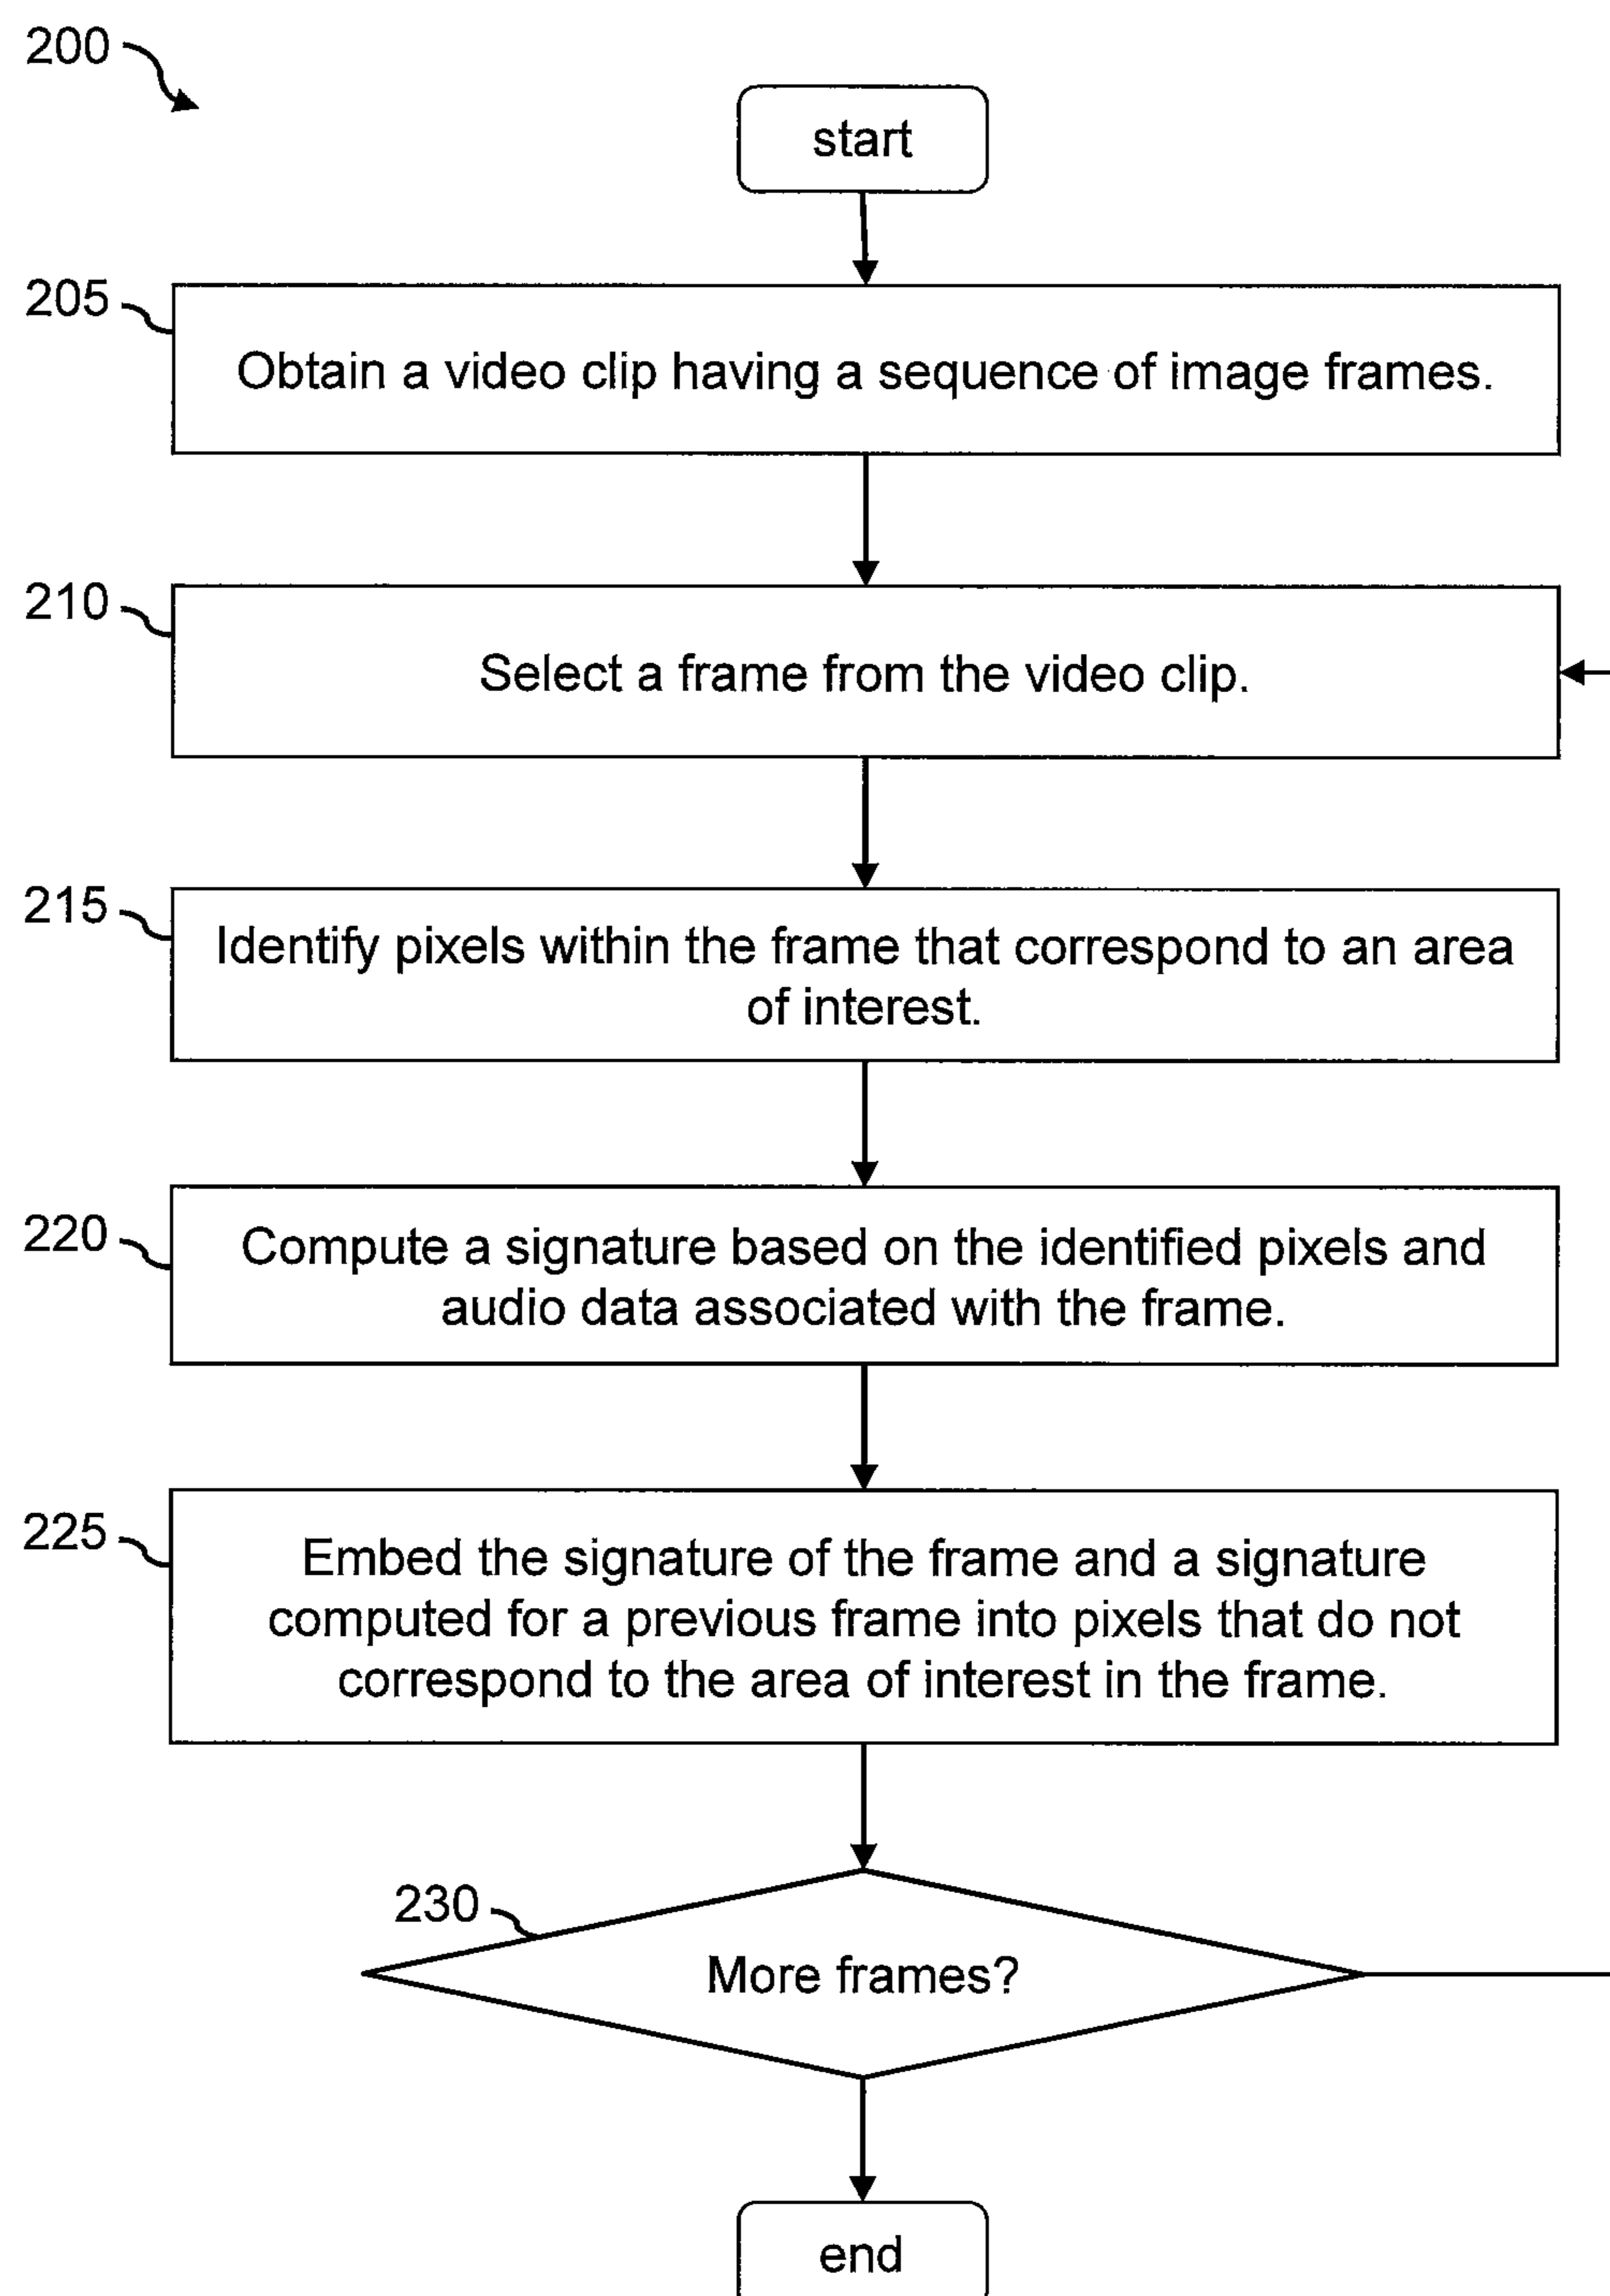 200
start
205
Obtain a video clip having a sequence of image frames.
210
Select a frame from the video clip.
215
Identify pixels within the frame that correspond to an area
of interest.
220
Compute a signature based on the identified pixels and
audio data associated with the frame.
225
Embed the signature of the frame and a signature
computed for a previous frame into pixels that do not
correspond to the area of interest in the frame.
230
More frames?
end